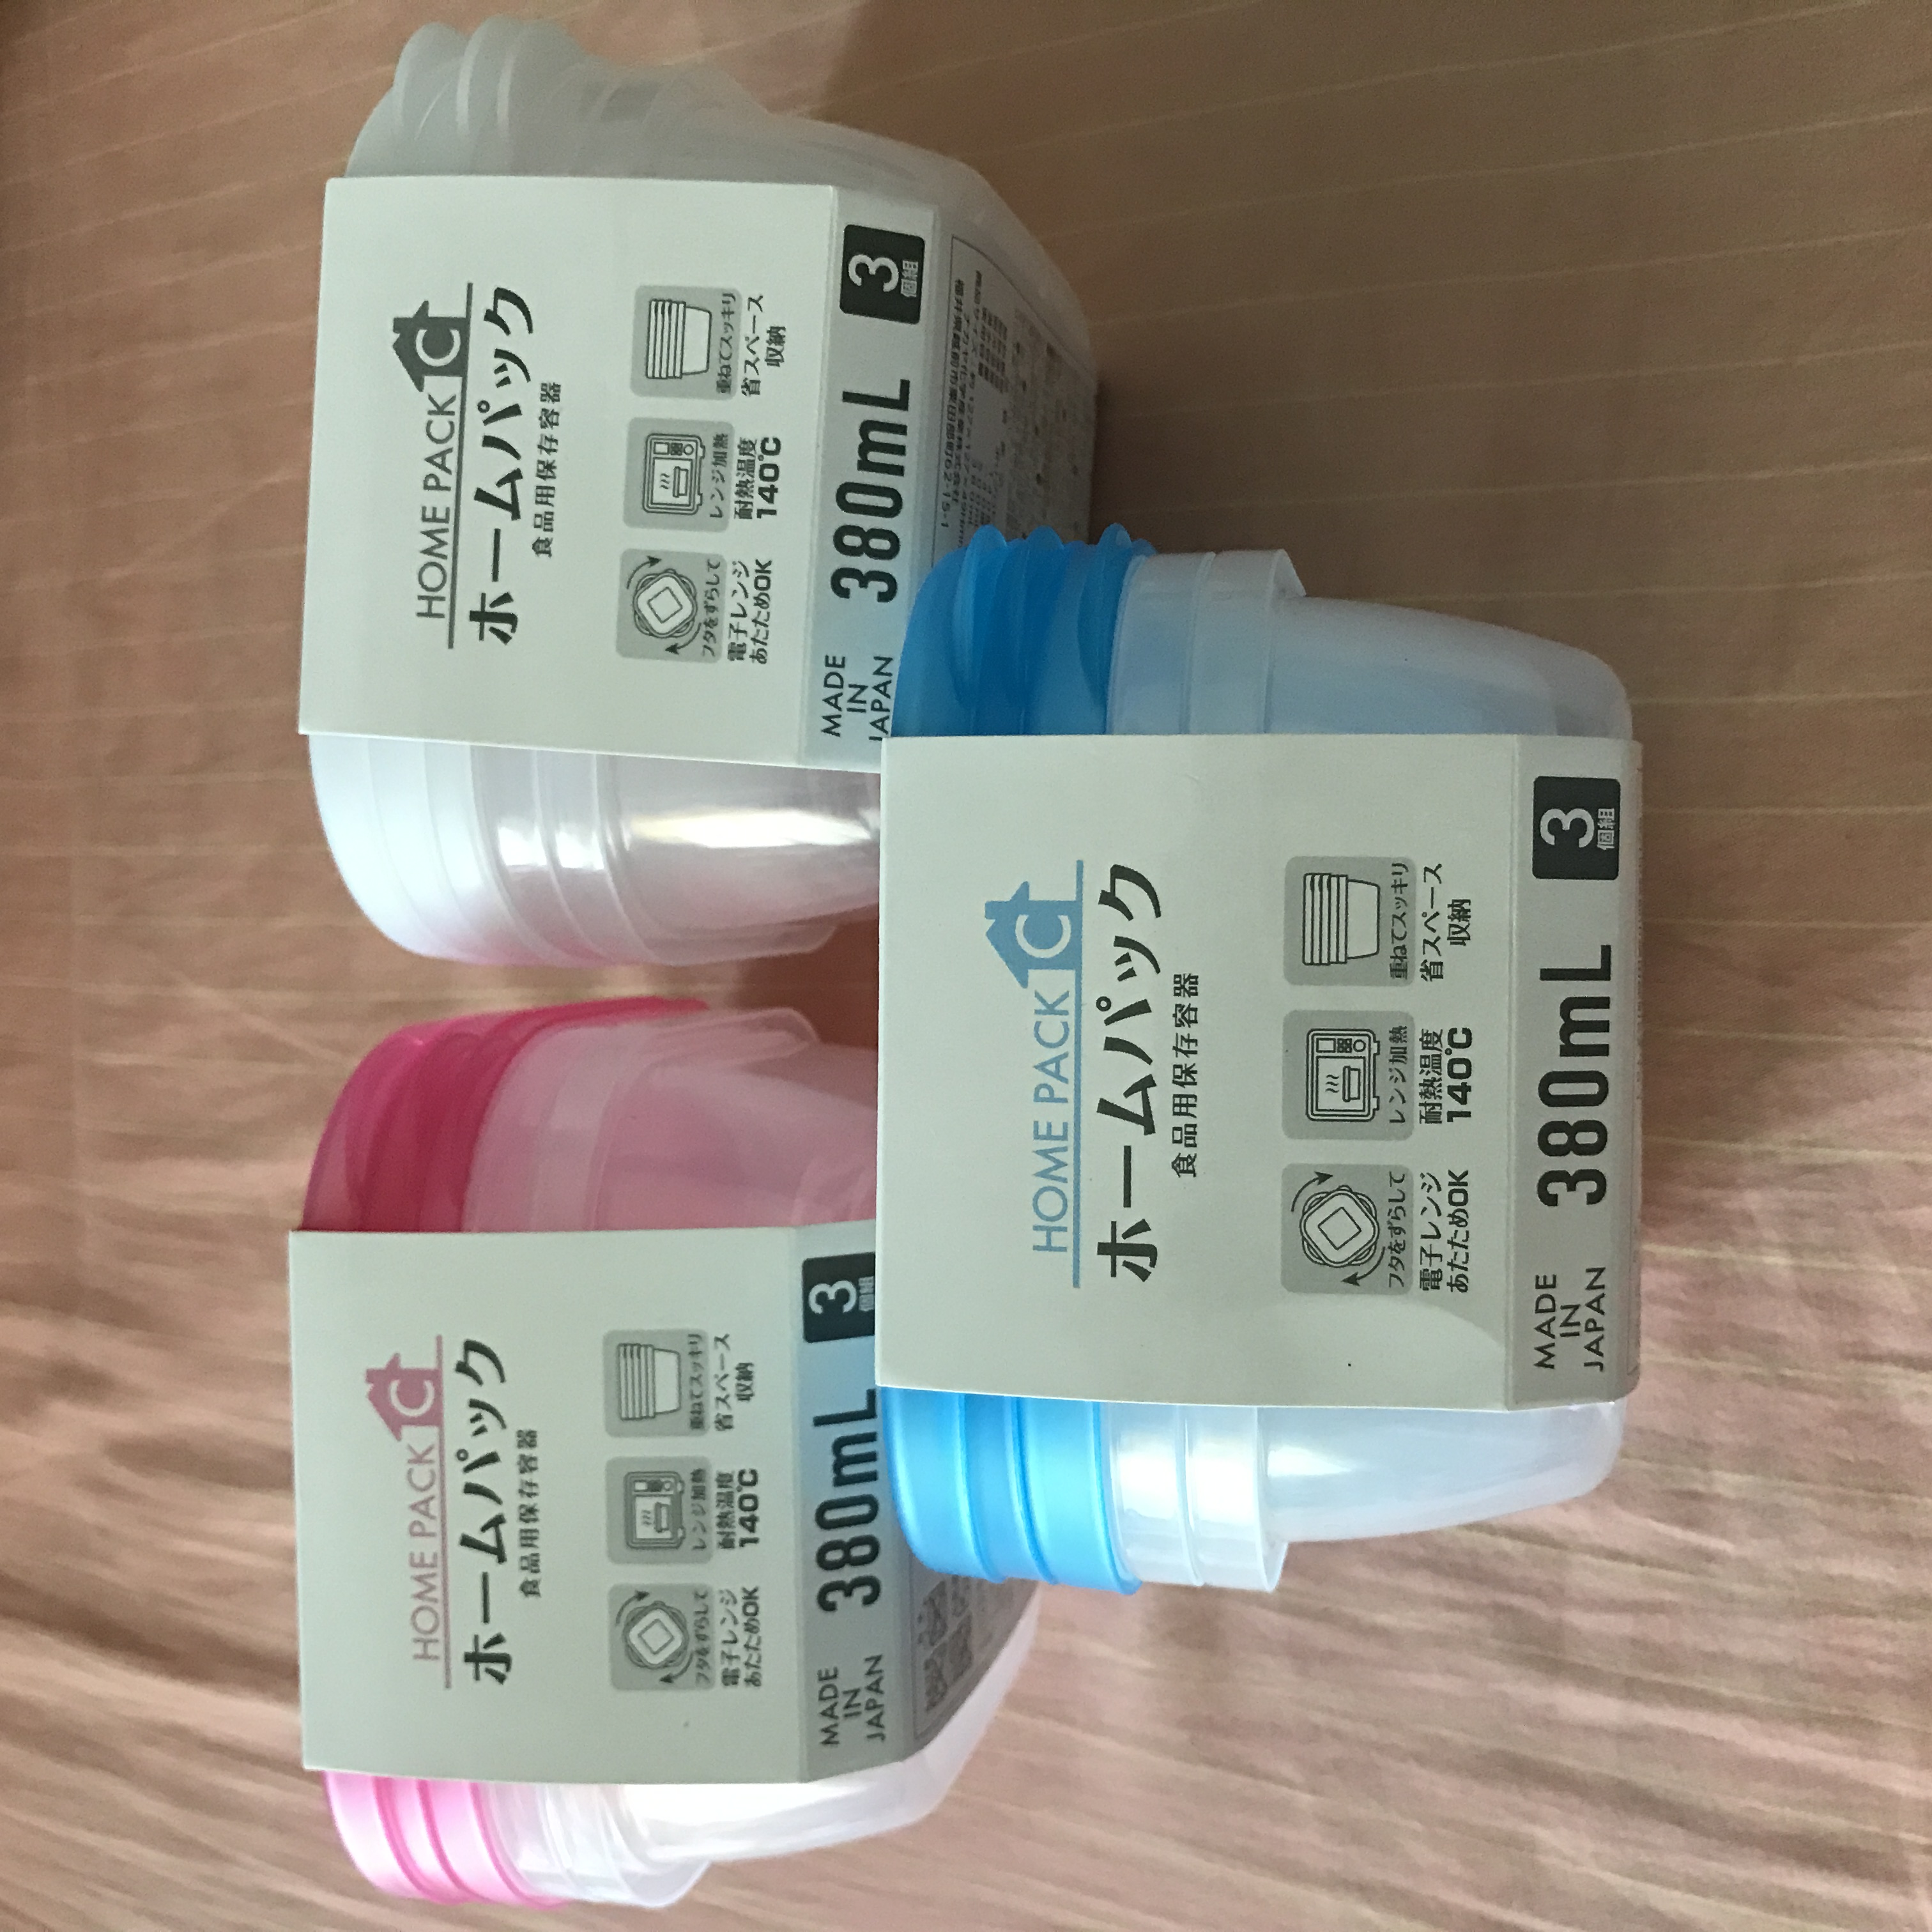 HOME PACK
ホームパック
食品用保存容器
フタをずらして
電子レンジ
あたためOK
レンジ加熱
耐熱温度
140℃
重ねてスッキリ
省スペース
収納
MADE
IN
JAPAN
380mL
3
個組
HOME PACK
ホームパック
食品用保存容器
フタをずらして
電子レンジ
あたためOK
レンジ加熱
耐熱温度
140℃
重ねてスッキリ
省スペース
収納
MADE
IN
JAPAN
380mL
3
個組
HOME PACK
ホームパック
食品用保存容器
フタをずらして
電子レンジ
あたためOK
レンジ加熱
耐熱温度
140℃
重ねてスッキリ
省スペース
収納
MADE
IN
JAPAN
380mL
3
個組